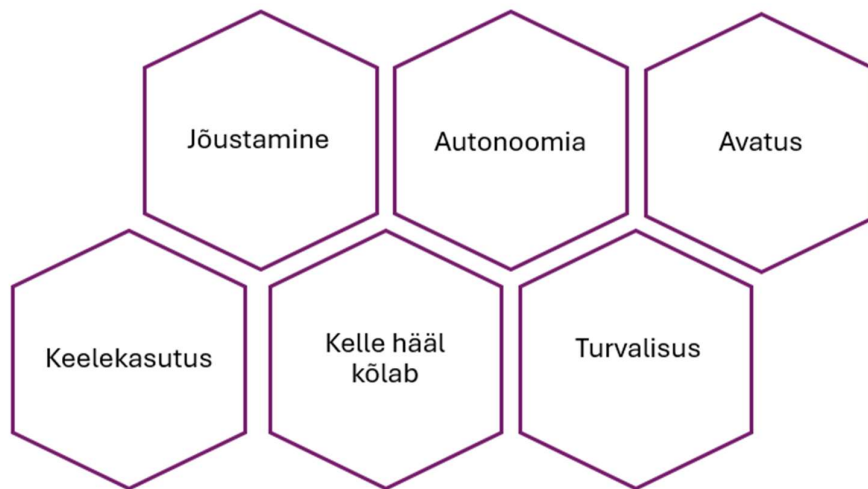 Jõustamine
Autonoomia
Avatus
Keelekasutus
Kelle hääl
kõlab
Turvalisus